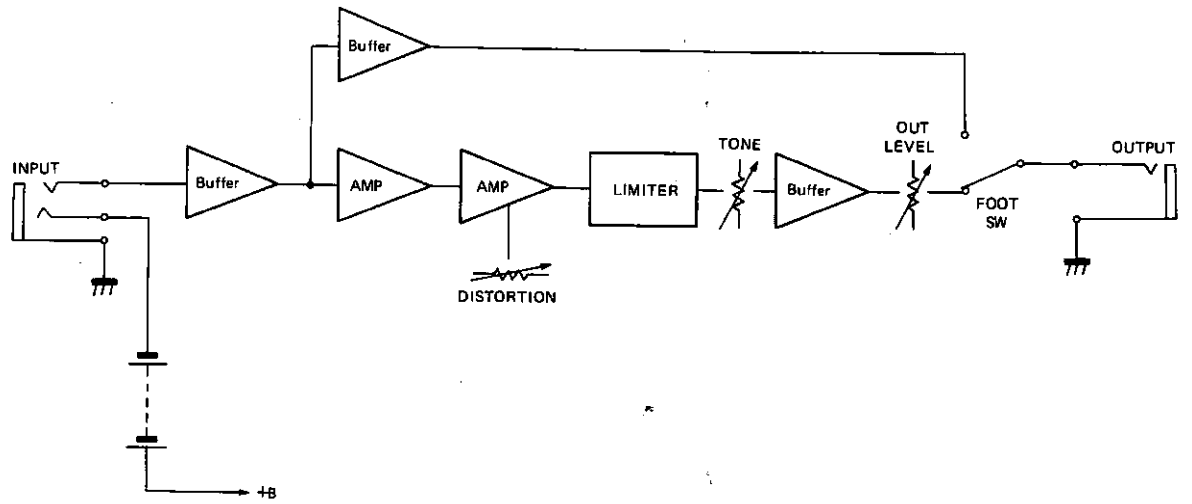 Buffer
INPUT
Buffer
AMP
AMP
LIMITER
TONE
Buffer
OUT
LEVEL
FOOT
SW
OUTPUT
DISTORTION
+B